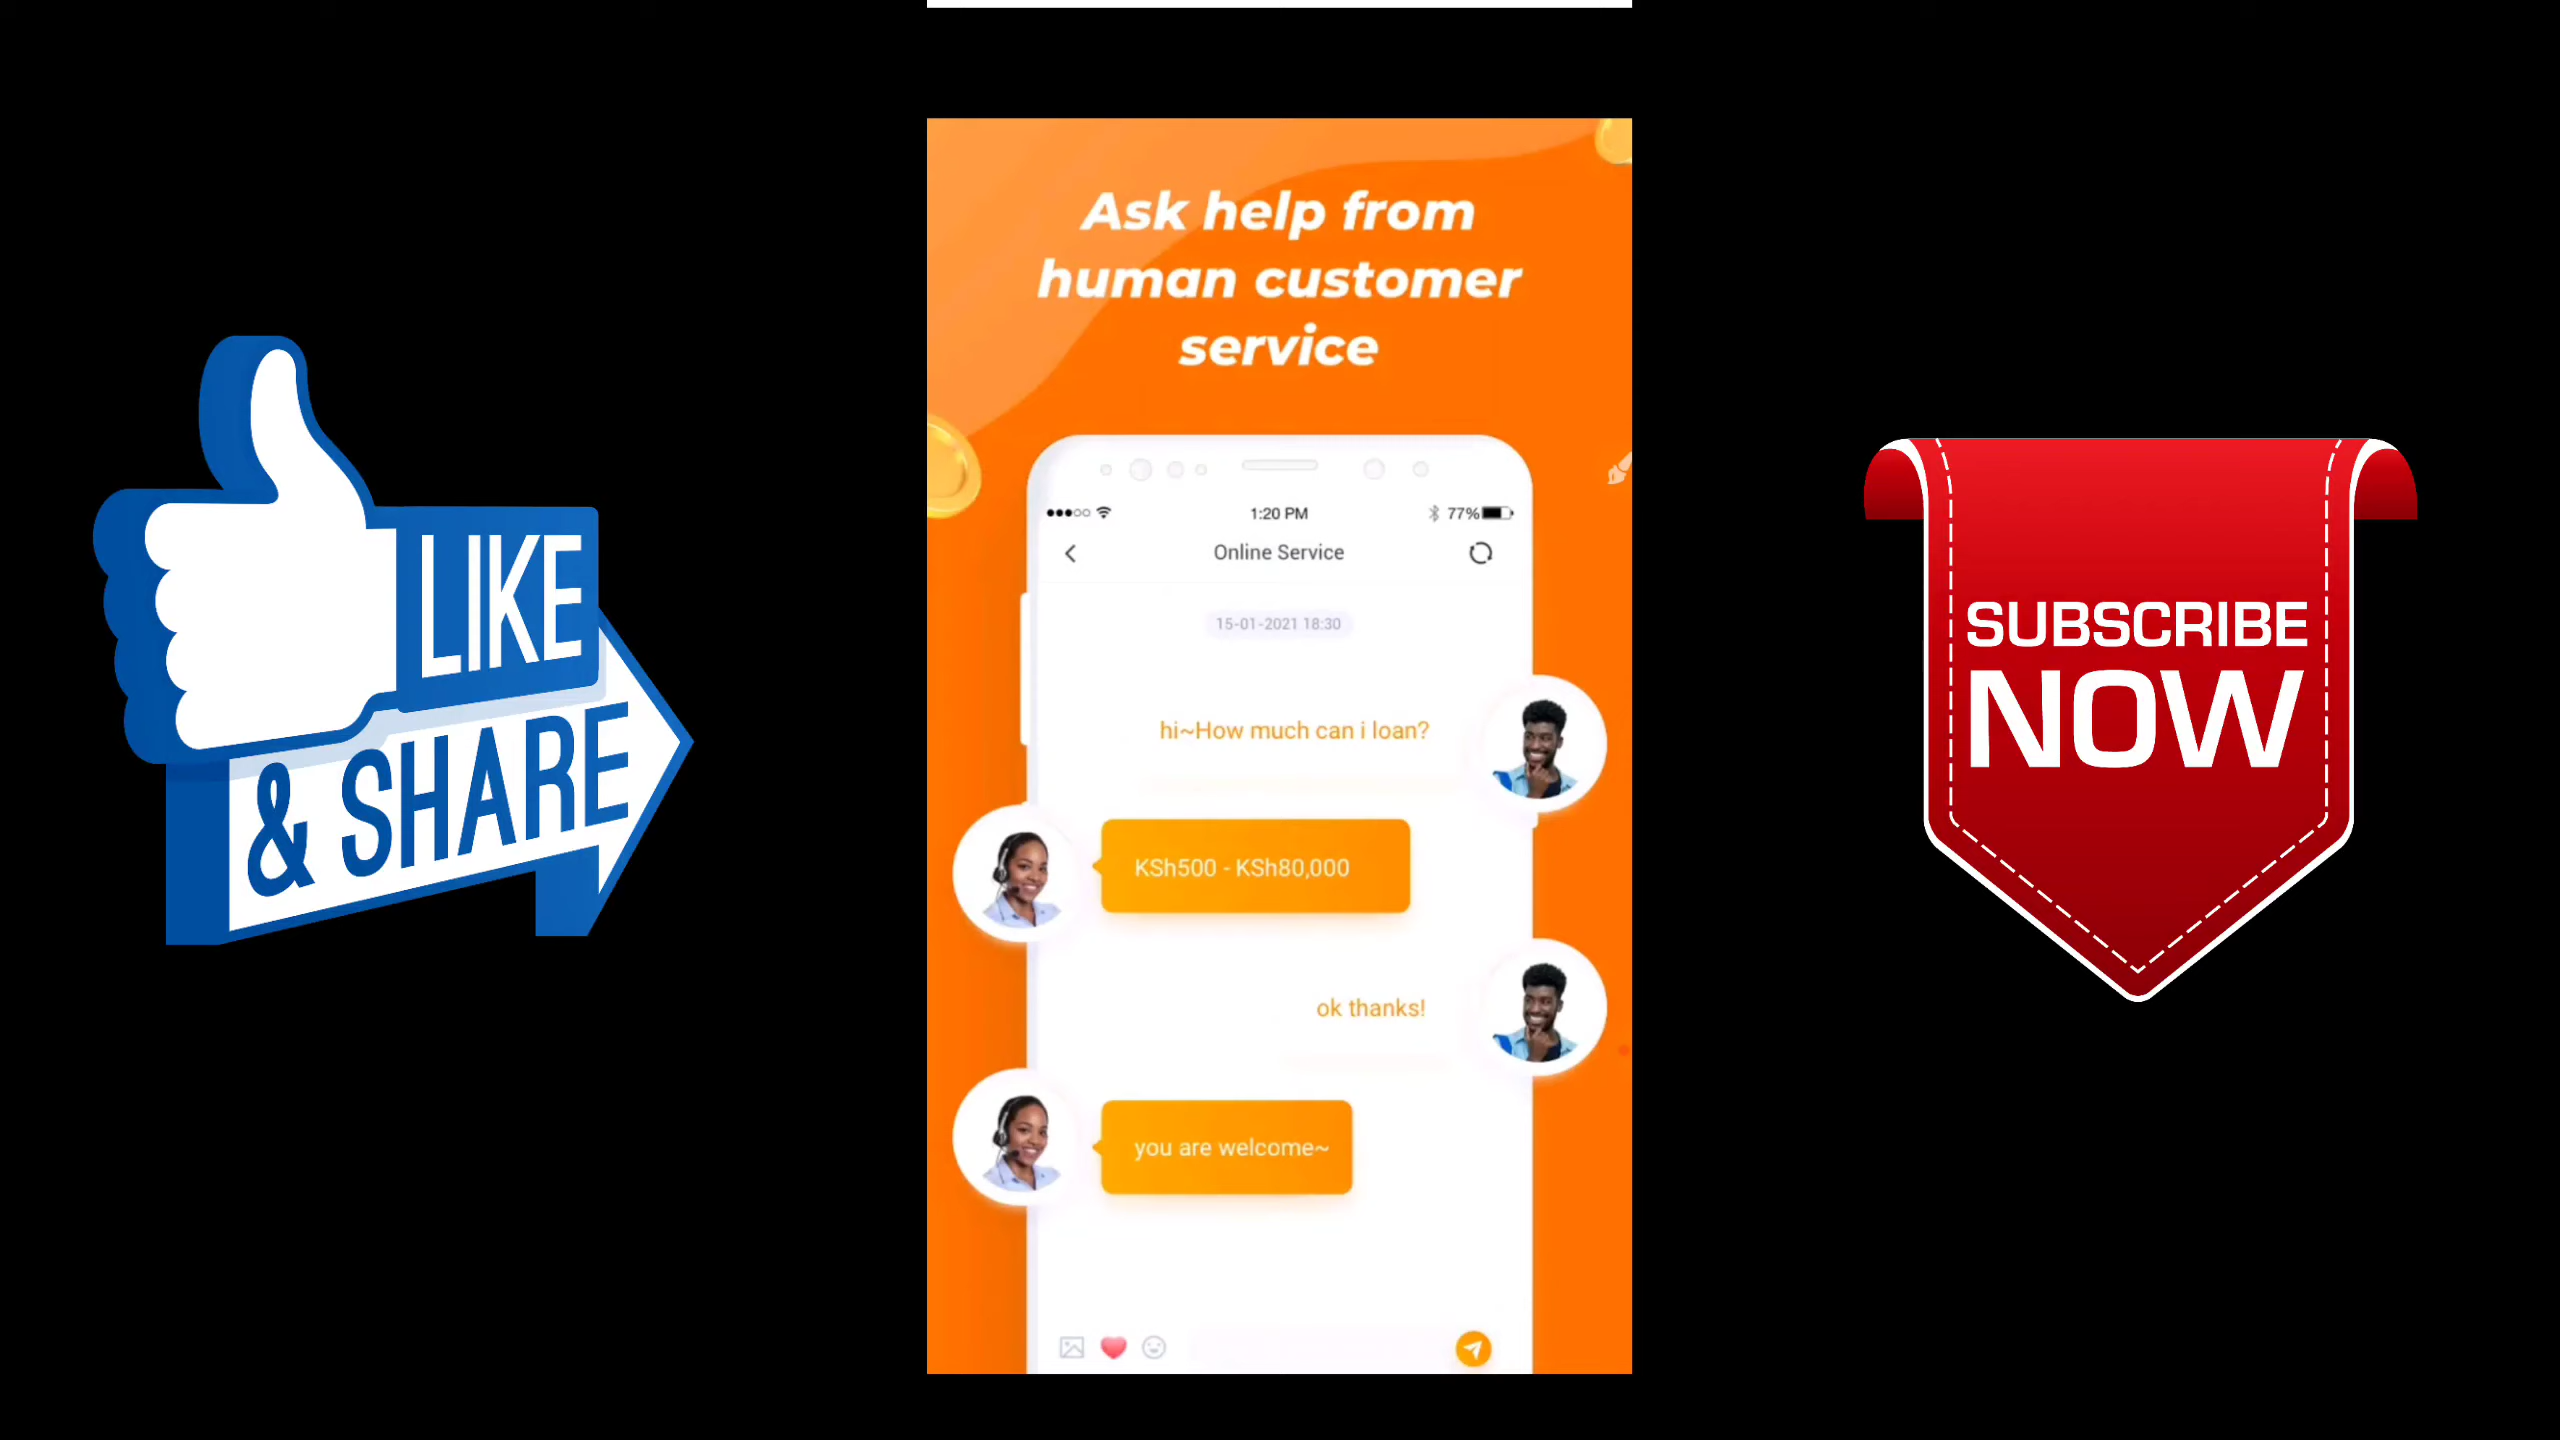 LIKE
& SHARE
Ask help from
human customer
service
1:20 PM
77%
Online Service
15-01-2021 18:30
hi~How much can i loan?
KSh500 - KSh80,000
ok thanks!
you are welcome~
SUBSCRIBE
NOW